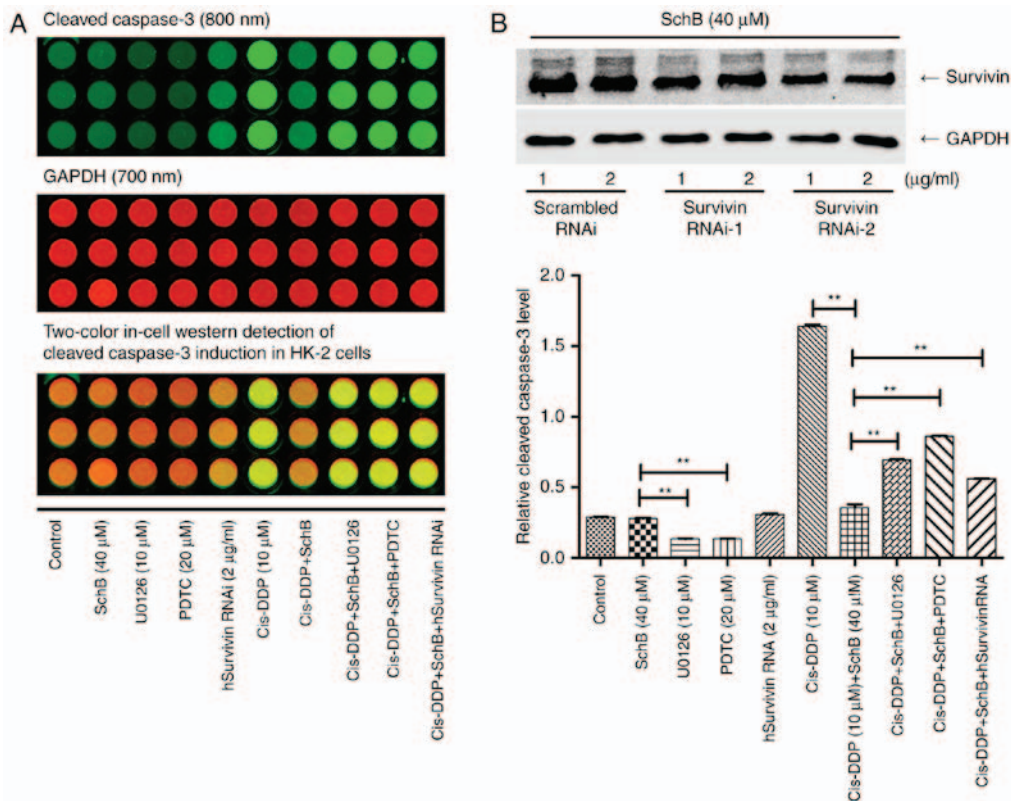 A
Cleaved caspase-3 (800 nm)
GAPDH (700 nm)
Two-color in-cell western detection of
cleaved caspase-3 induction in HK-2 cells
Control
SchB (40 μM)
U0126 (10 μM)
PDTC (20 μM)
hSurvivin RNAi (2 μg/ml)
Cis-DDP (10 μM)
Cis-DDP+SchB
Cis-DDP+SchB+U0126
Cis-DDP+SchB+PDTC
Cis-DDP+SchB+hSurvivin RNAi
B
SchB (40 μM)
← Survivin
← GAPDH
1 2 1 2 1 2 (μg/ml)
Scrambled RNAi
Survivin RNAi-1
Survivin RNAi-2
Relative cleaved caspase-3 level
2.0
1.5
1.0
0.5
0.0
**
**
**
**
**
**
Control
SchB (40 μM)
U0126 (10 μM)
PDTC (20 μM)
hSurvivin RNA (2 μg/ml)
Cis-DDP (10 μM)
Cis-DDP (10 μM)+SchB (40 μM)
Cis-DDP+SchB+U0126
Cis-DDP+SchB+PDTC
Cis-DDP+SchB+hSurvivinRNA